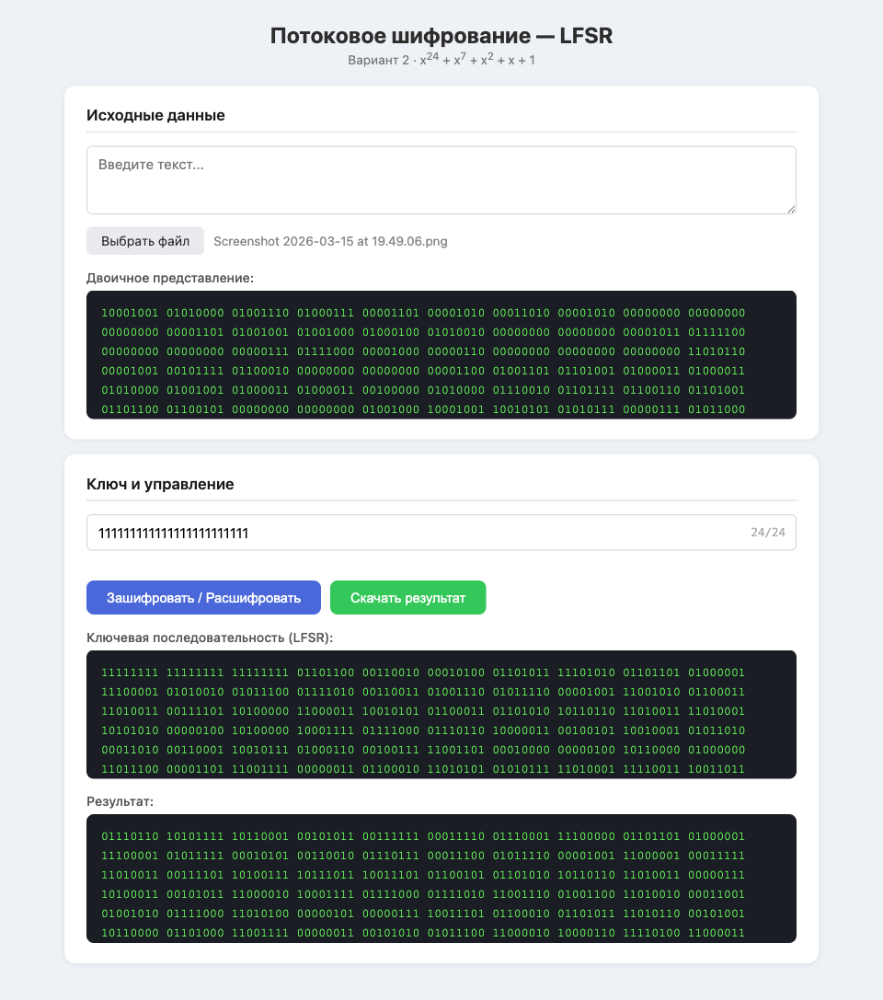 Потоковое шифрование — LFSR
Вариант 2 · x²⁴ + x⁷ + x² + x + 1
Исходные данные
Введите текст...
Выбрать файл Screenshot 2026-03-15 at 19.49.06.png
Двоичное представление:
10001001 01010000 01001110 01000111 00001101 00001010 00011010 00001010 00000000 00000000
00000000 00001101 01001001 01001000 01000100 01010010 00000000 00000000 00001011 01111100
00000000 00000000 00000111 01111000 00001000 00000110 00000000 00000000 00000000 11010110
00001001 00101111 01100010 00000000 00000000 00001100 01001101 01101001 01000011 01000011
01010000 01001001 01000011 01000011 00100000 01010000 01110010 01101111 01100110 01101001
01101100 01100101 00000000 00000000 01001000 10001001 10010101 01010111 00000111 01011000
Ключ и управление
111111111111111111111111 24/24
Зашифровать / Расшифровать Скачать результат
Ключевая последовательность (LFSR):
11111111 11111111 11111111 01101100 00110010 00010100 01101011 11101010 01101101 01000001
11100001 01010010 01011100 01111010 00110011 01001110 01011110 00001001 11001010 01100011
11010011 00111101 10100000 11000011 10010101 01100011 01101010 10110110 11010011 11010001
10101010 00000100 10100000 10001111 01111000 01110110 10000011 00100101 10010001 01011010
00011010 00110001 10010111 01000110 00100111 11001101 00010000 00000100 10110000 01000000
11011100 00001101 11001111 00000011 01100010 11010101 01010111 11010001 11110011 10011011
Результат:
01110110 10101111 10110001 00101011 00111111 00011110 01110001 11100000 01101101 01000001
11100001 01011111 00010101 00110010 01110111 00011100 01011110 00001001 11000001 00011111
11010011 00111101 10100111 10111011 10011101 01100101 01101010 10110110 11010011 00000111
10100011 00101011 11000010 10001111 01111000 01111010 11001110 01001100 11010010 00011001
01001010 01111000 11010100 00000101 00000111 10011101 01100010 01101011 11010110 00101001
10110000 01101000 11001111 00000011 00101010 01011100 11000010 10000110 11110100 11000011